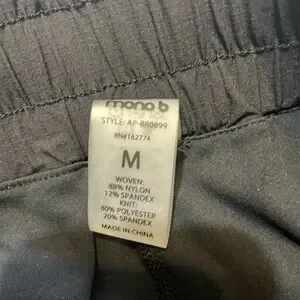 mono b
STYLE: AP-BR0899
RN#162774
M
WOVEN:
88% NYLON
12% SPANDEX
KNIT:
80% POLYESTER
20% SPANDEX
MADE IN CHINA